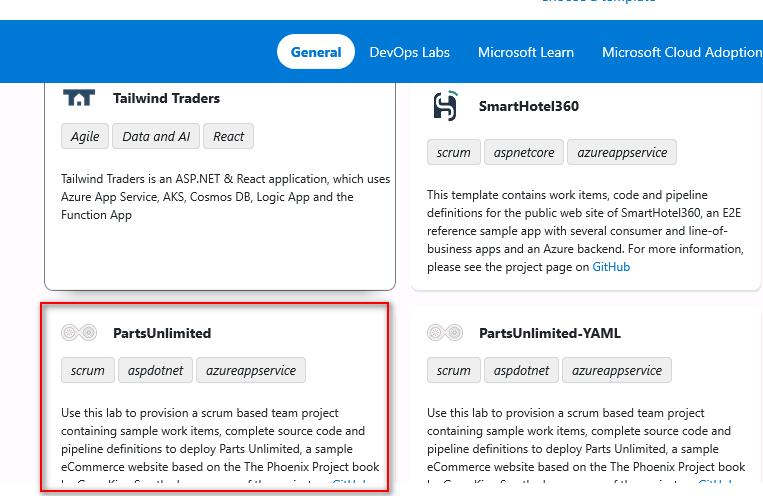 General DevOps Labs Microsoft Learn Microsoft Cloud Adoption
Tailwind Traders
Agile Data and AI React
Tailwind Traders is an ASP.NET & React application, which uses
Azure App Service, AKS, Cosmos DB, Logic App and the
Function App
SmartHotel360
scrum aspnetcore azureappservice
This template contains work items, code and pipeline
definitions for the public web site of SmartHotel360, an E2E
reference sample app with several consumer and line-of-
business apps and an Azure backend. For more information,
please see the project page on GitHub
PartsUnlimited
scrum aspdotnet azureappservice
Use this lab to provision a scrum based team project
containing sample work items, complete source code and
pipeline definitions to deploy Parts Unlimited, a sample
eCommerce website based on the The Phoenix Project book
PartsUnlimited-YAML
scrum aspdotnet azureappservice
Use this lab to provision a scrum based team project
containing sample work items, complete source code and
pipeline definitions to deploy Parts Unlimited, a sample
eCommerce website based on the The Phoenix Project book